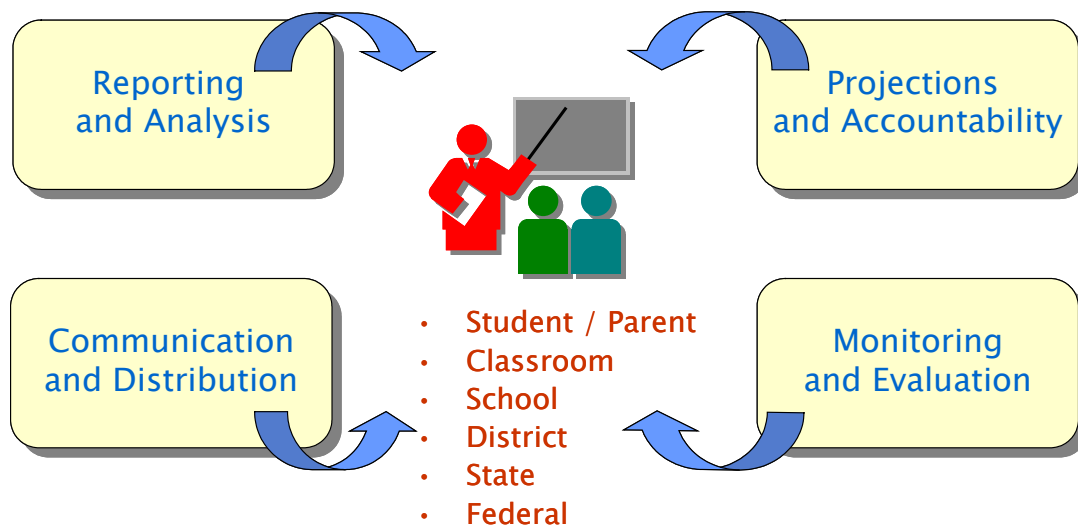 Reporting
and Analysis
Projections
and Accountability
Communication
and Distribution
• Student / Parent
• Classroom
• School
• District
• State
• Federal
Monitoring
and Evaluation